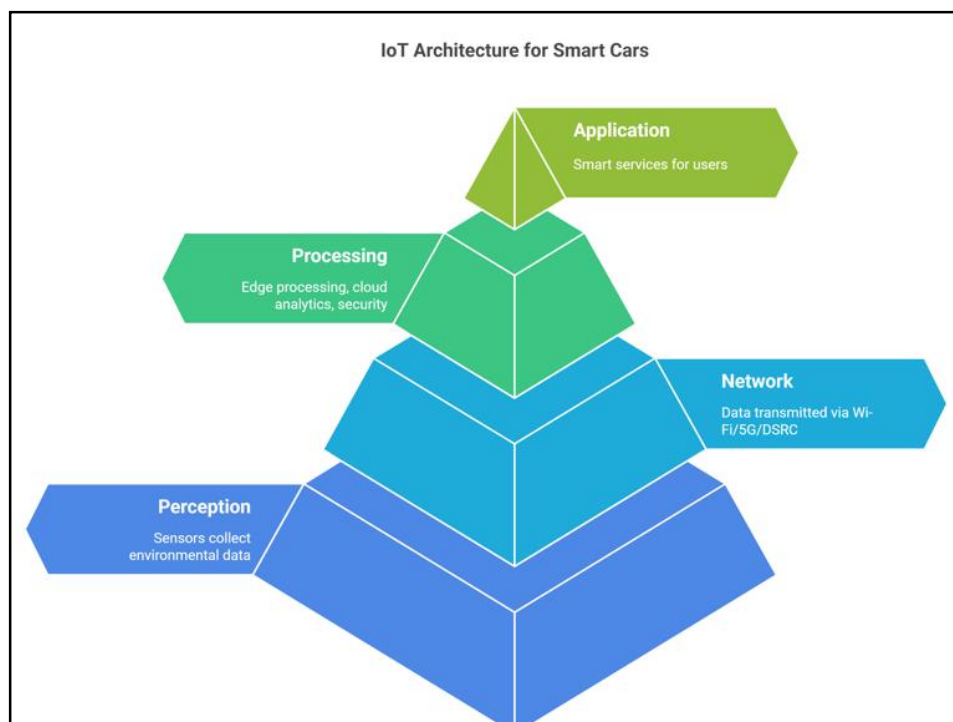 IoT Architecture for Smart Cars
Application
Smart services for users
Processing
Edge processing, cloud
analytics, security
Network
Data transmitted via Wi-
Fi/5G/DSRC
Perception
Sensors collect
environmental data